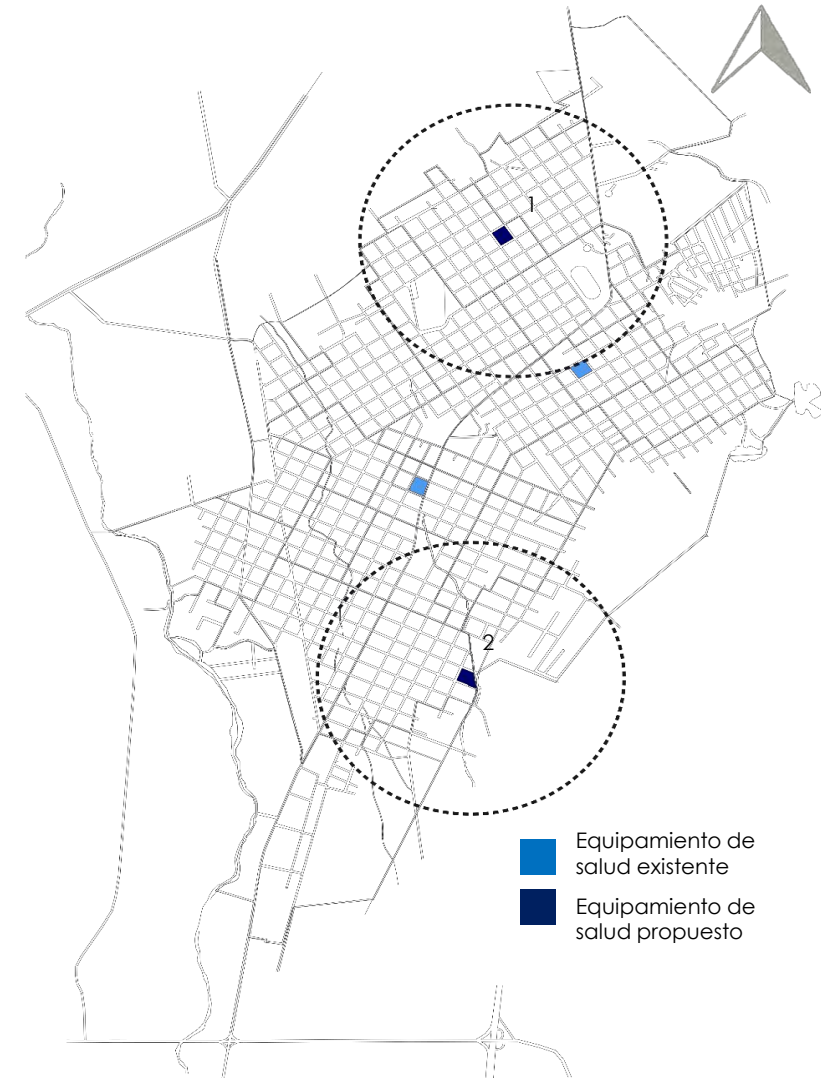 1
2
Equipamiento de
salud existente
Equipamiento de
salud propuesto